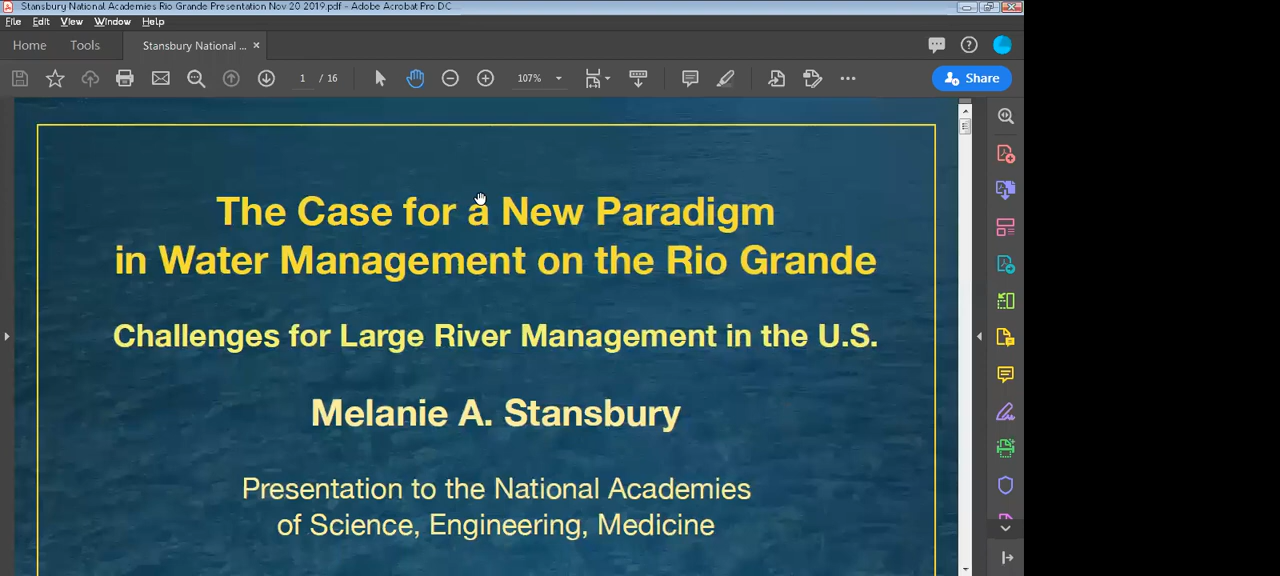 Stansbury National Academies Rio Grande Presentation Nov 20 2019.pdf - Adobe Acrobat Pro DC
File Edit View Window Help
Home Tools Stansbury National ... ×
1 / 16 107% Share
The Case for a New Paradigm
in Water Management on the Rio Grande
Challenges for Large River Management in the U.S.
Melanie A. Stansbury
Presentation to the National Academies
of Science, Engineering, Medicine